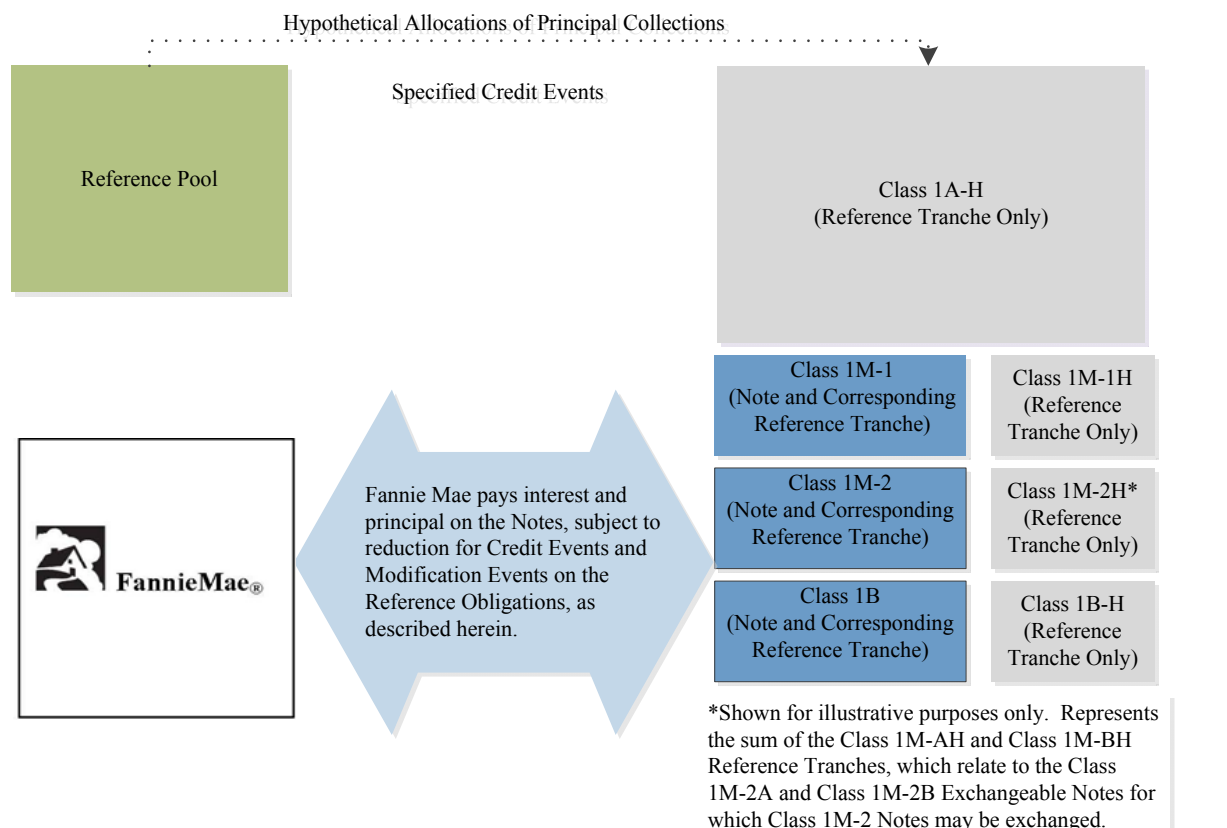 Hypothetical Allocations of Principal Collections
Specified Credit Events
Reference Pool
Class 1A-H
(Reference Tranche Only)
Class 1M-1
(Note and Corresponding
Reference Tranche)
Class 1M-1H
(Reference
Tranche Only)
FannieMae®
Fannie Mae pays interest and
principal on the Notes, subject to
reduction for Credit Events and
Modification Events on the
Reference Obligations, as
described herein.
Class 1M-2
(Note and Corresponding
Reference Tranche)
Class 1M-2H*
(Reference
Tranche Only)
Class 1B
(Note and Corresponding
Reference Tranche)
Class 1B-H
(Reference
Tranche Only)
*Shown for illustrative purposes only. Represents
the sum of the Class 1M-AH and Class 1M-BH
Reference Tranches, which relate to the Class
1M-2A and Class 1M-2B Exchangeable Notes for
which Class 1M-2 Notes may be exchanged.